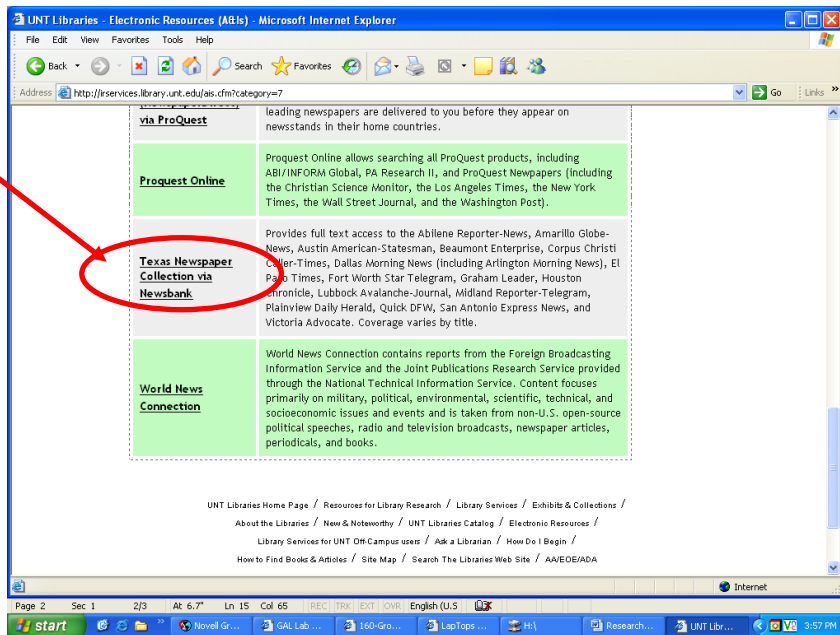 UNT Libraries - Electronic Resources (A&Is) - Microsoft Internet Explorer
File Edit View Favorites Tools Help
Back Search Favorites
Address http://irservices.library.unt.edu/ais.cfm?category=7 Go Links »
via ProQuest
leading newspapers are delivered to you before they appear on
newsstands in their home countries.
Proquest Online
Proquest Online allows searching all ProQuest products, including
ABI/INFORM Global, PA Research II, and ProQuest Newpapers (including
the Christian Science Monitor, the Los Angeles Times, the New York
Times, the Wall Street Journal, and the Washington Post).
Texas Newspaper
Collection via
Newsbank
Provides full text access to the Abilene Reporter-News, Amarillo Globe-
News, Austin American-Statesman, Beaumont Enterprise, Corpus Christi
Caller-Times, Dallas Morning News (including Arlington Morning News), El
Paso Times, Fort Worth Star Telegram, Graham Leader, Houston
Chronicle, Lubbock Avalanche-Journal, Midland Reporter-Telegram,
Plainview Daily Herald, Quick DFW, San Antonio Express News, and
Victoria Advocate. Coverage varies by title.
World News
Connection
World News Connection contains reports from the Foreign Broadcasting
Information Service and the Joint Publications Research Service provided
through the National Technical Information Service. Content focuses
primarily on military, political, environmental, scientific, technical, and
socioeconomic issues and events and is taken from non-U.S. open-source
political speeches, radio and television broadcasts, newspaper articles,
periodicals, and books.
UNT Libraries Home Page / Resources for Library Research / Library Services / Exhibits & Collections /
About the Libraries / New & Noteworthy / UNT Libraries Catalog / Electronic Resources /
Library Services for UNT Off-Campus users / Ask a Librarian / How Do I Begin /
How to Find Books & Articles / Site Map / Search The Libraries Web Site / AA/EOE/ADA
Internet
Page 2 Sec 1 2/3 At 6.7" Ln 15 Col 65 REC TRK EXT OVR English (U.S
start » Novell Gr... GAL Lab ... 160-Gro... LapTops ... H:\ Research... UNT Libr... 3:57 PM